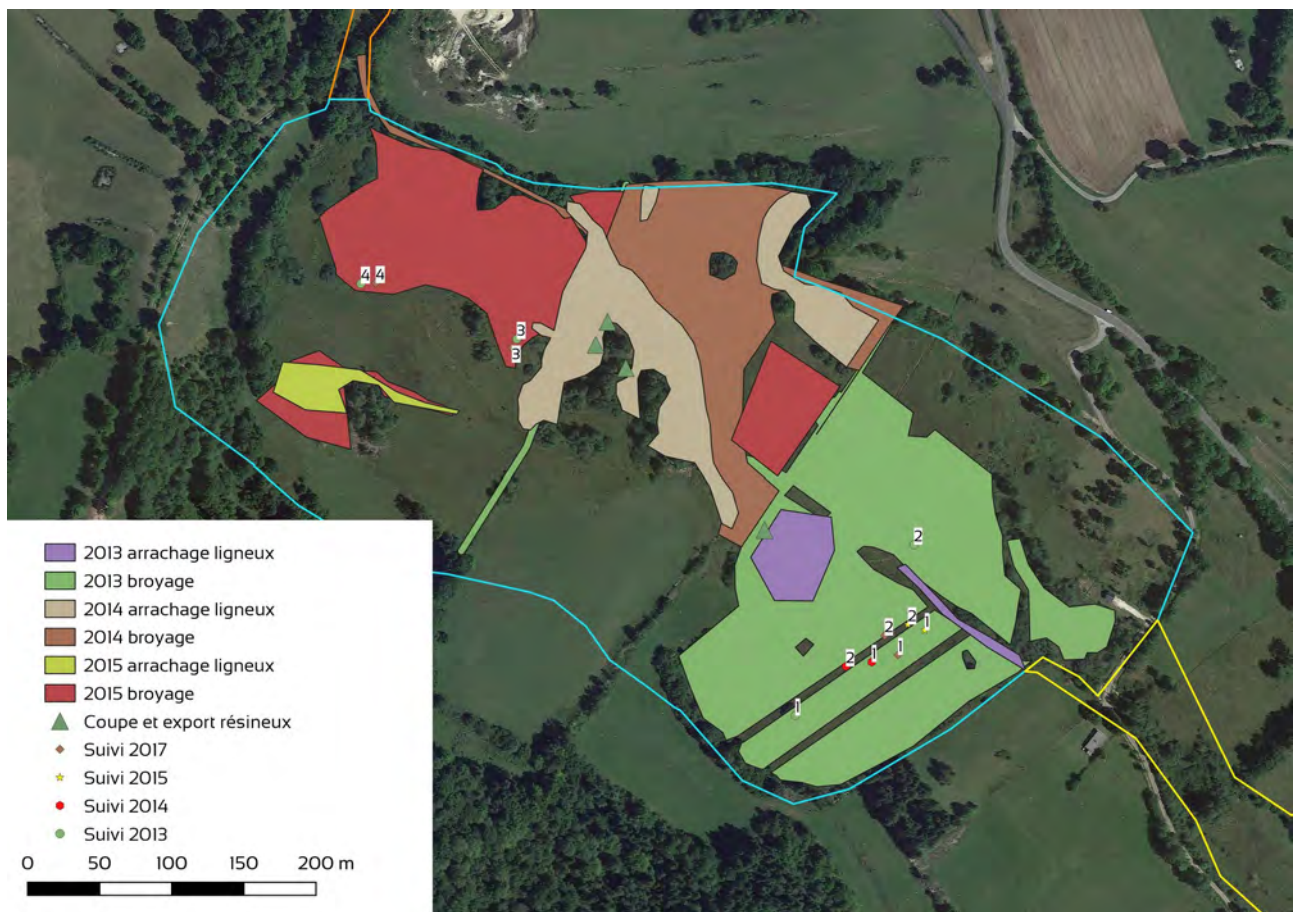 4 4
3
3
2
2
1
2
1
2
1
1
2013 arrachage ligneux
2013 broyage
2014 arrachage ligneux
2014 broyage
2015 arrachage ligneux
2015 broyage
Coupe et export résineux
Suivi 2017
Suivi 2015
Suivi 2014
Suivi 2013
0 50 100 150 200 m